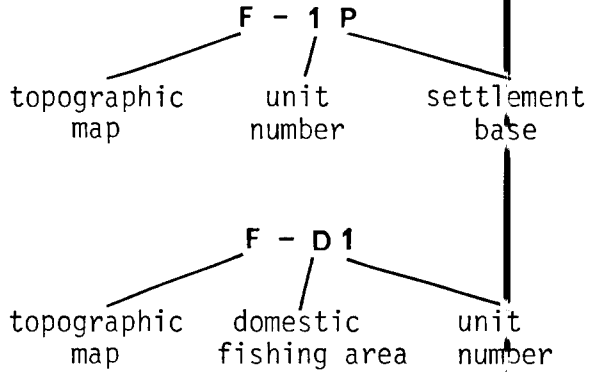 F - 1 P
topographic unit settlement
map number base
F - D 1
topographic domestic unit
map fishing area number